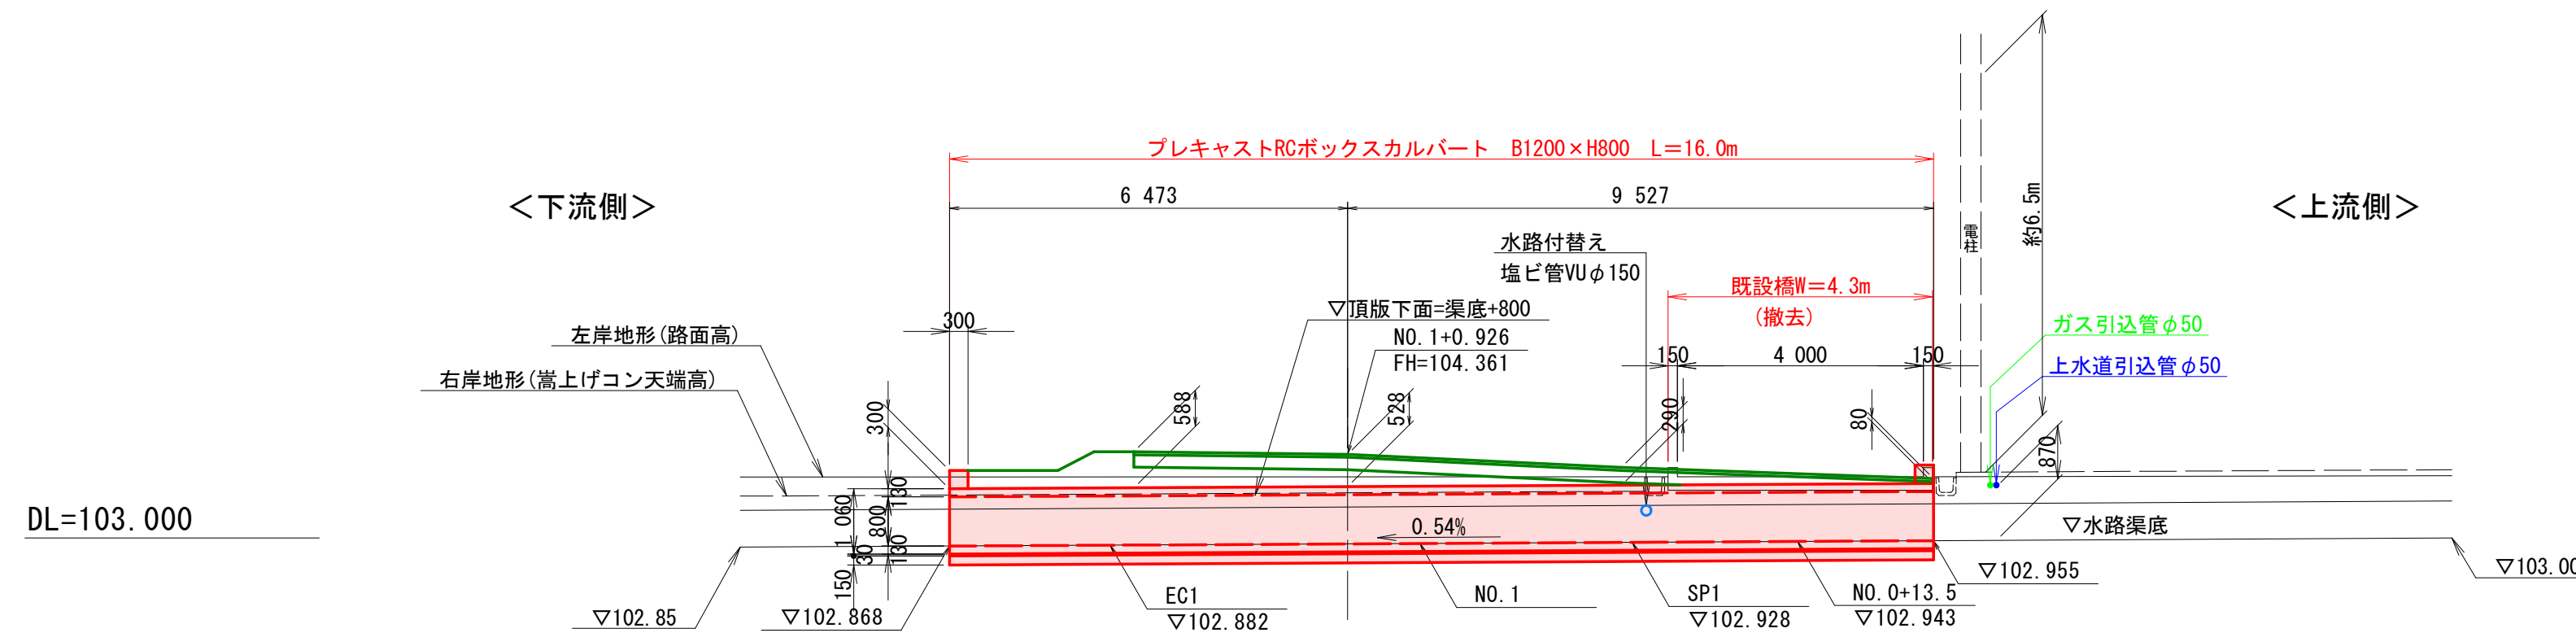 プレキャストRCボックスカルバート B1200×H800 L=16.0m
6 473
9 527
<下流側>
<上流側>
約6.5m
電柱
水路付替え
塩ビ管VUφ150
既設橋W=4.3m
(撤去)
▽頂版下面=渠底+800
NO.1+0.926
FH=104.361
300
左岸地形(路面高)
右岸地形(嵩上げコン天端高)
150
4 000
150
ガス引込管φ50
上水道引込管φ50
300
588
528
290
80
870
DL=103.000
130
1 060
800
30
130
150
0.54%
▽水路渠底
▽102.85
▽102.868
EC1
▽102.882
NO.1
SP1
▽102.928
NO.0+13.5
▽102.943
▽102.955